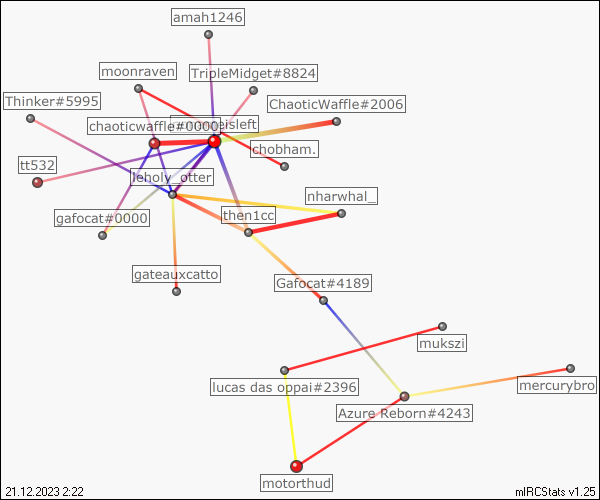 amah1246
moonraven
TripleMidget#8824
Thinker#5995
ChaoticWaffle#2006
chaoticwaffle#0000
eisleft
chobham.
tt532
leholy_otter
nharwhal_
gafocat#0000
then1cc
gateauxcatto
Gafocat#4189
mukszi
lucas das oppai#2396
mercurybro
Azure Reborn#4243
motorthud
21.12.2023 2:22
mIRCStats v1.25